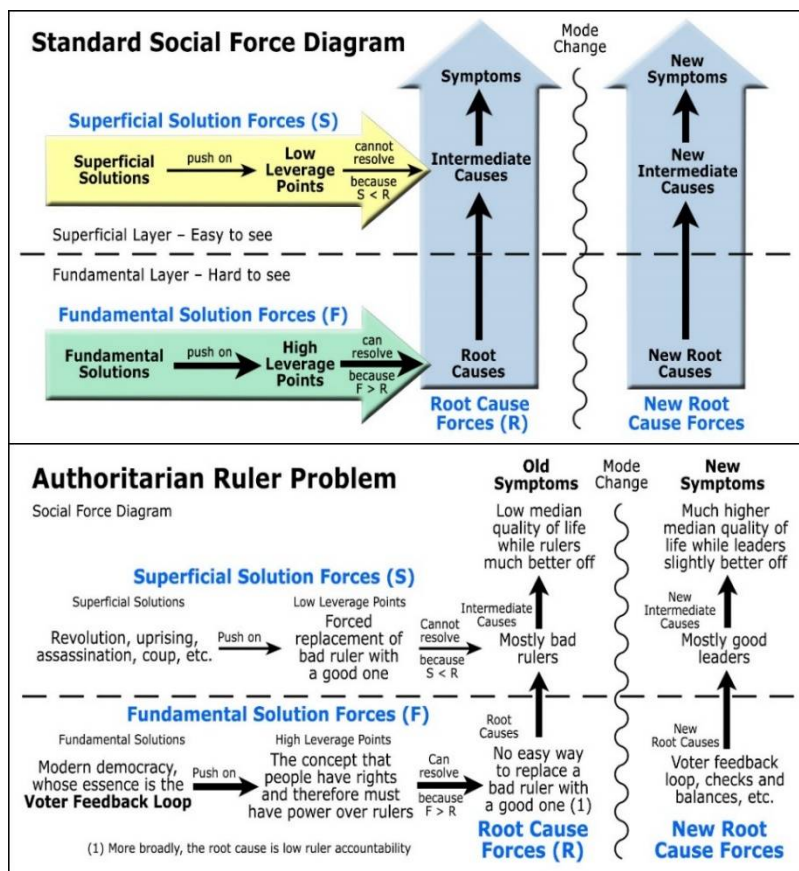 Standard Social Force Diagram
Mode
Change
Symptoms
New
Symptoms
Superficial Solution Forces (S)
Superficial
Solutions
push on
Low
Leverage
Points
cannot
resolve
because
S < R
Intermediate
Causes
New
Intermediate
Causes
Superficial Layer – Easy to see
Fundamental Layer – Hard to see
Fundamental Solution Forces (F)
Fundamental
Solutions
push on
High
Leverage
Points
can
resolve
because
F > R
Root
Causes
New Root
Causes
Root Cause
Forces (R)
New Root
Cause Forces
Authoritarian Ruler Problem
Social Force Diagram
Old
Symptoms
Mode
Change
New
Symptoms
Low median
quality of life
while rulers
much better off
Much higher
median quality of
life while leaders
slightly better off
Superficial Solution Forces (S)
Superficial Solutions
Revolution, uprising,
assassination, coup, etc.
Push on
Low Leverage Points
Forced
replacement of
bad ruler with
a good one
Cannot
resolve
because
S < R
Intermediate
Causes
Mostly bad
rulers
New
Intermediate
Causes
Mostly good
leaders
Fundamental Solution Forces (F)
Fundamental Solutions
Modern democracy,
whose essence is the
Voter Feedback Loop
Push on
High Leverage Points
The concept that
people have rights
and therefore must
have power over rulers
Can
resolve
because
F > R
Root
Causes
No easy way
to replace a
bad ruler with
a good one (1)
New
Root Causes
Voter feedback
loop, checks and
balances, etc.
(1) More broadly, the root cause is low ruler accountability
Root Cause
Forces (R)
New Root
Cause Forces